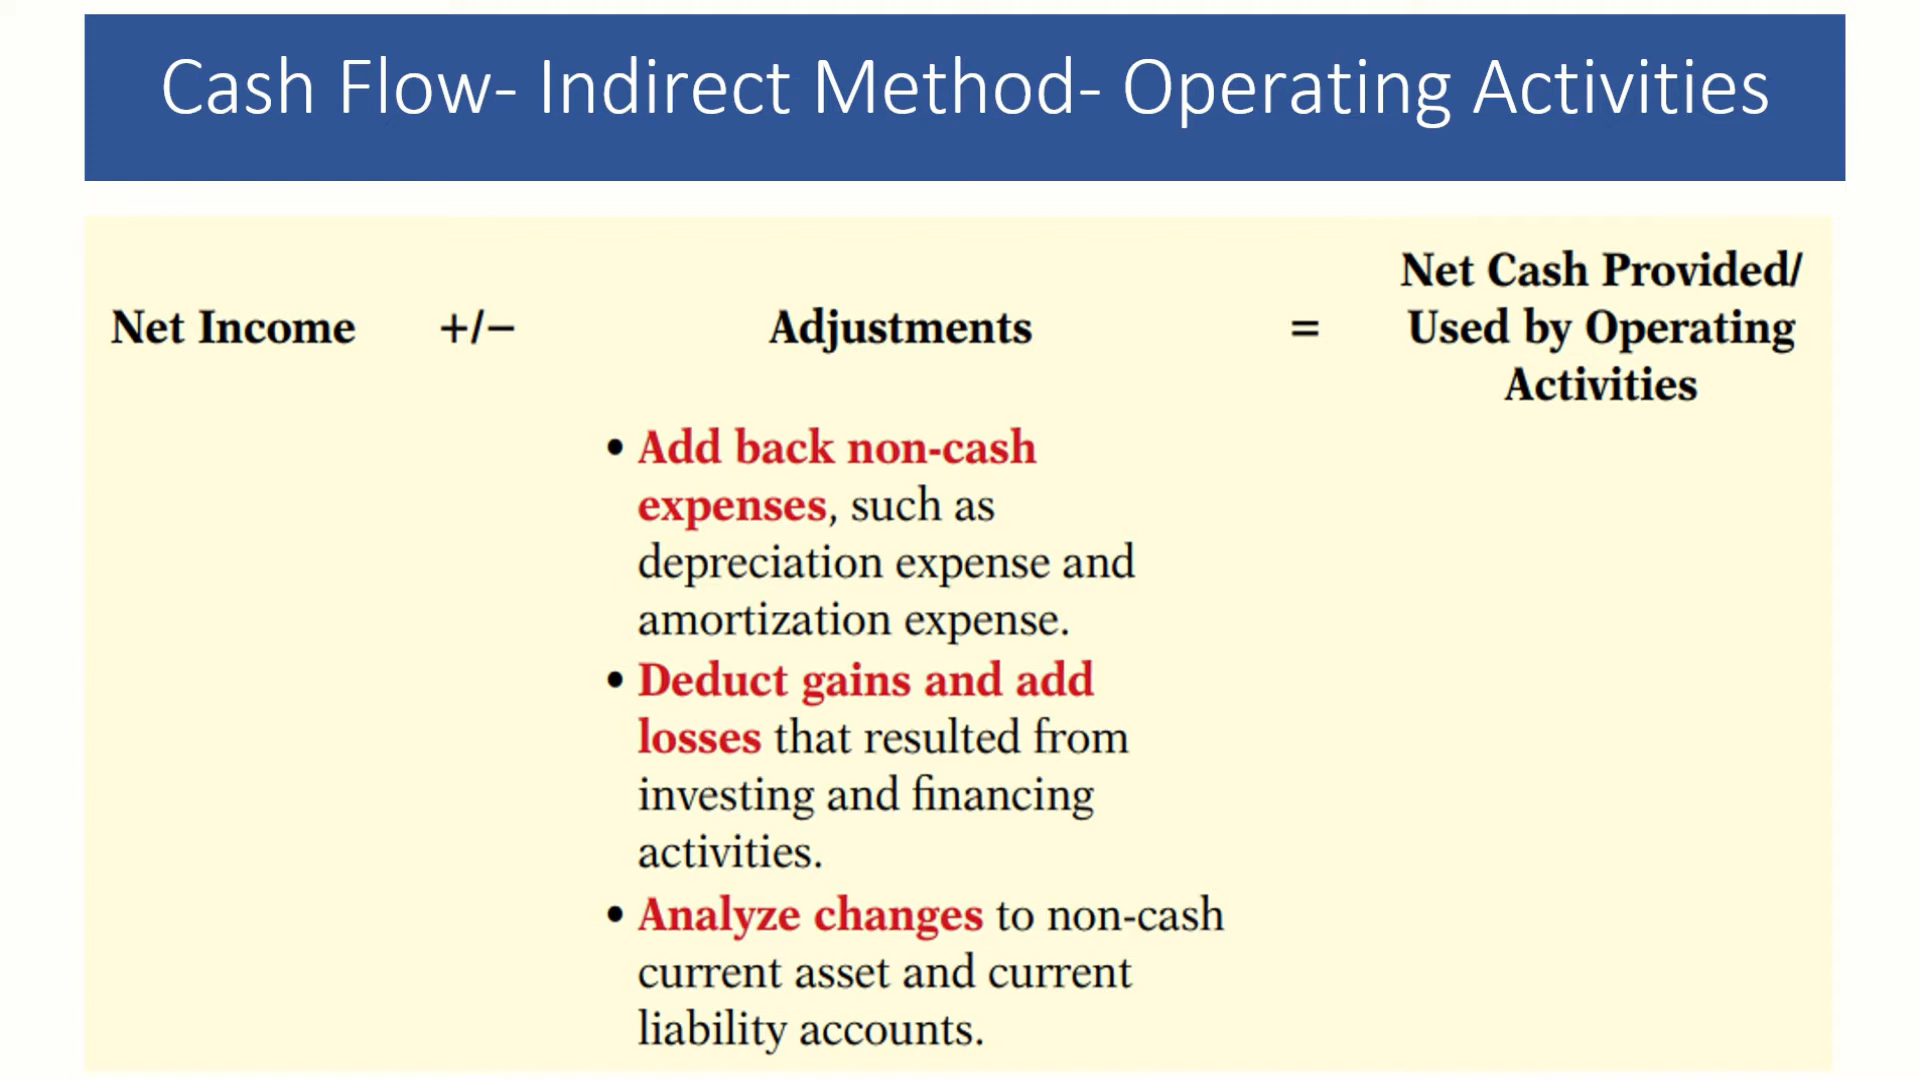 Cash Flow- Indirect Method- Operating Activities
Net Income +/− Adjustments = Net Cash Provided/
Used by Operating
Activities
• Add back non-cash
expenses, such as
depreciation expense and
amortization expense.
• Deduct gains and add
losses that resulted from
investing and financing
activities.
• Analyze changes to non-cash
current asset and current
liability accounts.